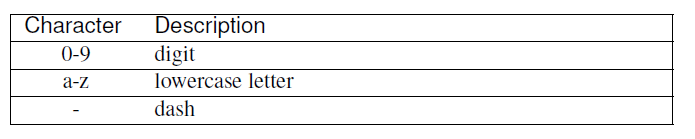 Character Description
0-9 digit
a-z lowercase letter
- dash